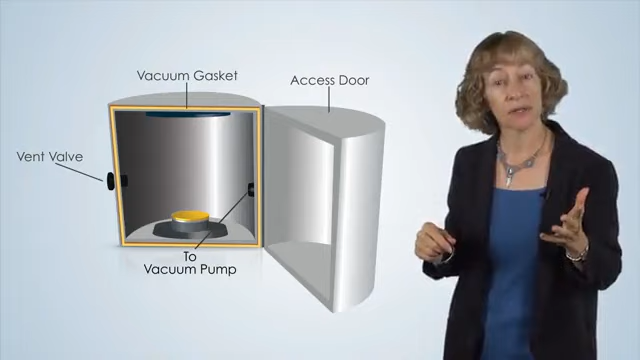 Vacuum Gasket
Access Door
Vent Valve
To
Vacuum Pump